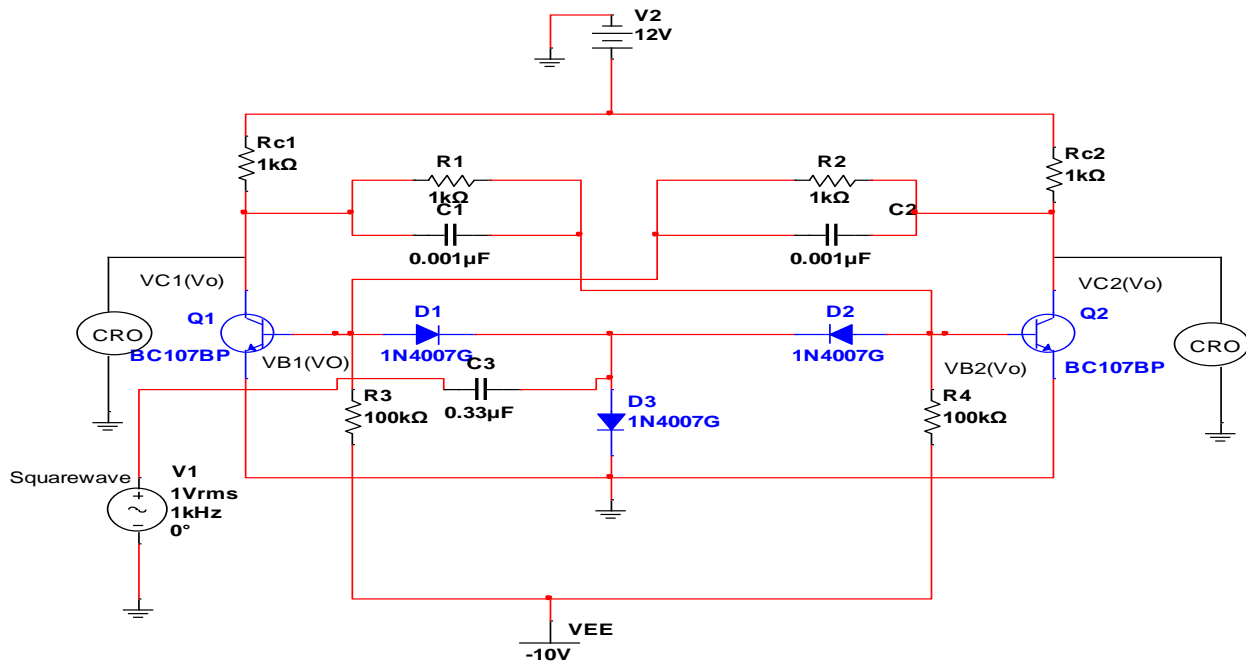 V2
12V
Rc1
1kΩ
R1
1kΩ
C1
0.001µF
R2
1kΩ
C2
0.001µF
Rc2
1kΩ
VC1(Vo)
VC2(Vo)
Q1
CRO
BC107BP
VB1(VO)
D1
1N4007G
D2
1N4007G
Q2
CRO
BC107BP
VB2(Vo)
C3
0.33µF
R3
100kΩ
D3
1N4007G
R4
100kΩ
Squarewave
V1
1Vrms
1kHz
0°
VEE
-10V